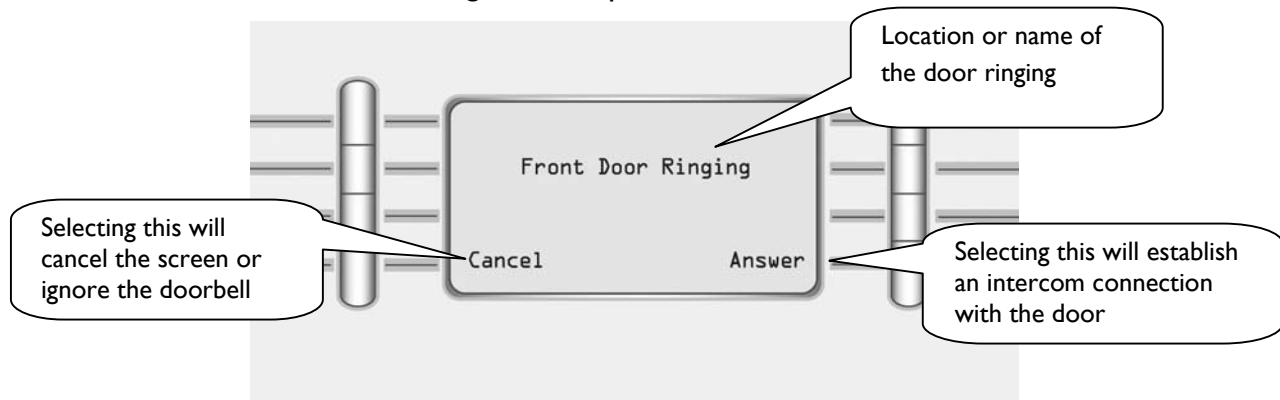 Location or name of
the door ringing
Front Door Ringing
Selecting this will
cancel the screen or
ignore the doorbell
Cancel
Answer
Selecting this will establish
an intercom connection
with the door